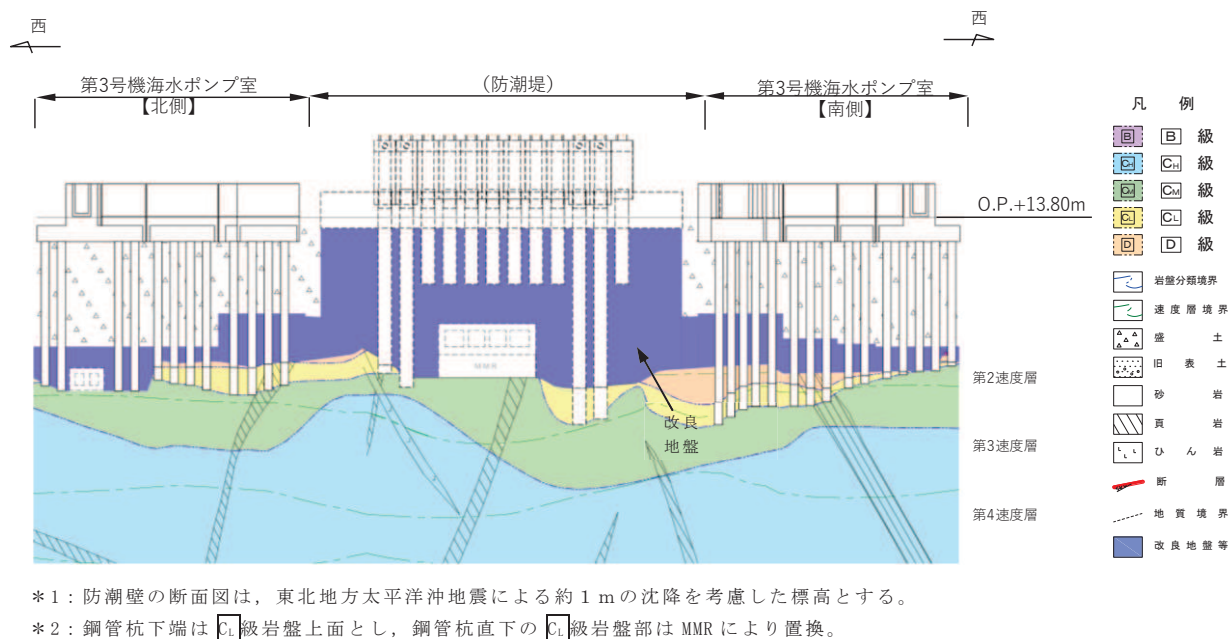 西
西
第3号機海水ポンプ室
【北側】
(防潮堤)
第3号機海水ポンプ室
【南側】
O.P.+13.80m
MMR
改良
地盤
第2速度層
第3速度層
第4速度層
凡 例
B B 級
CH CH 級
CM CM 級
CL CL 級
D D 級
岩盤分類境界
速度層境界
盛 土
旧 表 土
砂 岩
頁 岩
ひ ん 岩
断 層
地 質 境 界
改良地盤等
*1:防潮壁の断面図は,東北地方太平洋沖地震による約1mの沈降を考慮した標高とする。
*2:鋼管杭下端はCL級岩盤上面とし,鋼管杭直下のCL級岩盤部はMMRにより置換。